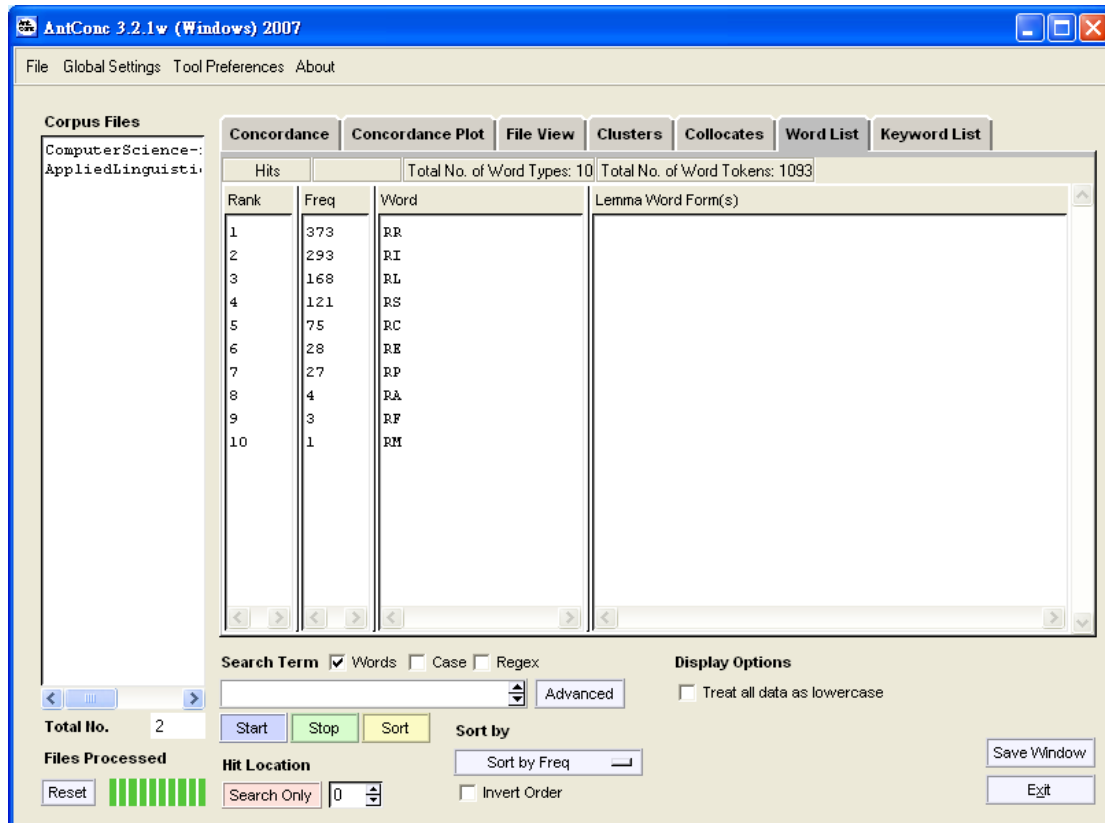 AntConc 3.2.1w (Windows) 2007
File Global Settings Tool Preferences About
Corpus Files
ComputerScience-
AppliedLinguisti
Concordance Concordance Plot File View Clusters Collocates Word List Keyword List
Hits Total No. of Word Types: 10 Total No. of Word Tokens: 1093
Rank Freq Word Lemma Word Form(s)
1 373 RR
2 293 RI
3 168 RL
4 121 RS
5 75 RC
6 28 RE
7 27 RP
8 4 RA
9 3 RF
10 1 RM
Search Term Words Case Regex Display Options
Advanced Treat all data as lowercase
Total No. 2 Start Stop Sort Sort by
Files Processed Hit Location Sort by Freq Save Window
Reset Search Only 0 Invert Order Exit